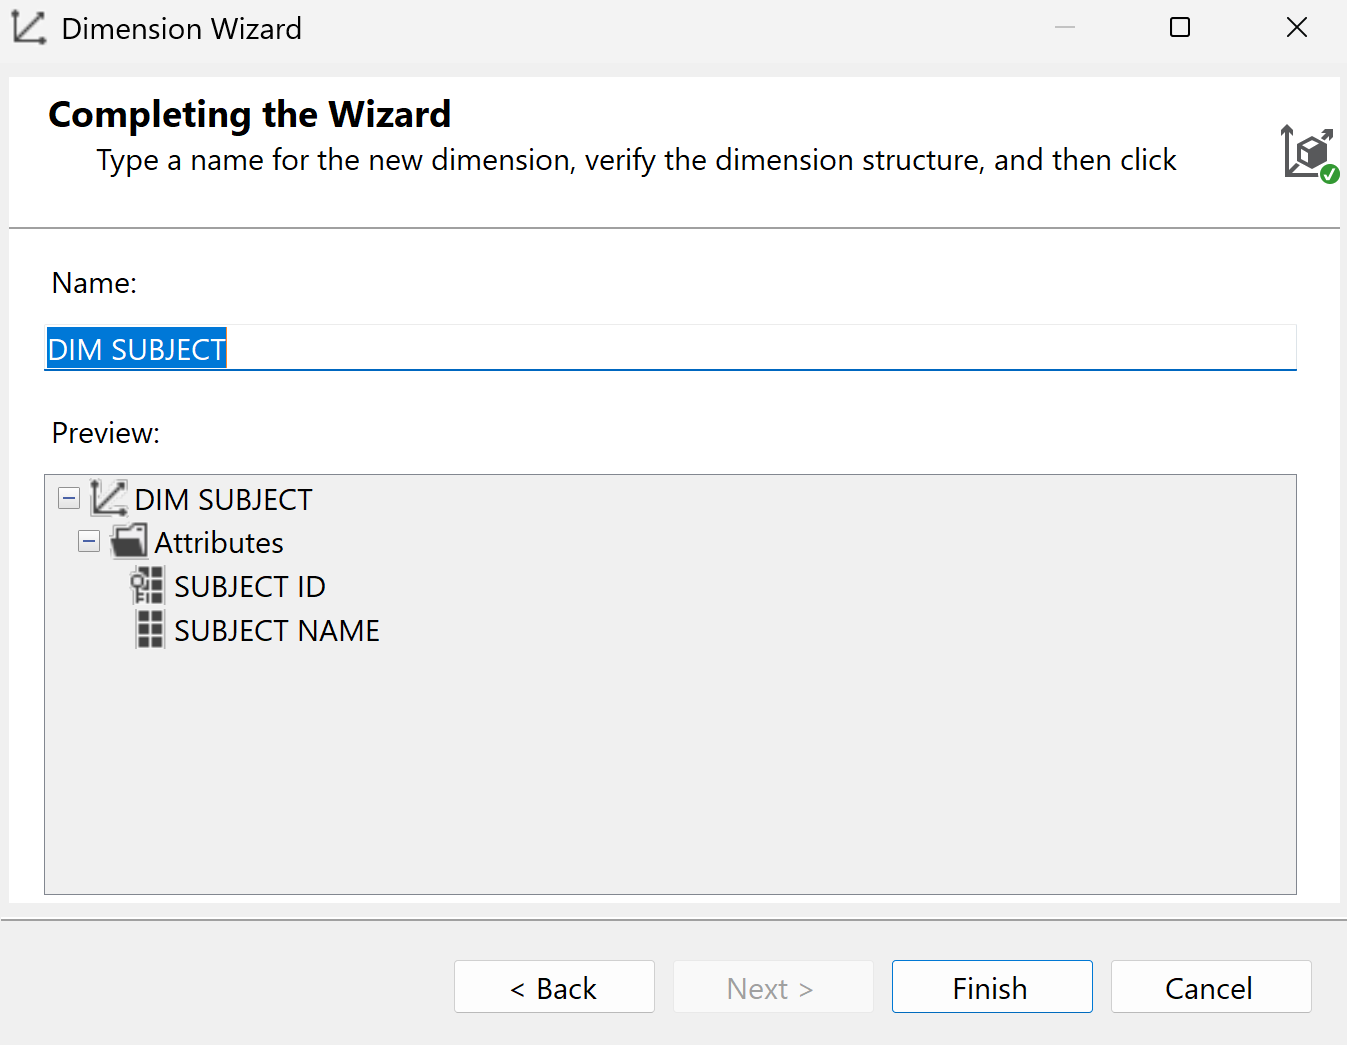 Dimension Wizard
Completing the Wizard
Type a name for the new dimension, verify the dimension structure, and then click
Name:
DIM SUBJECT
Preview:
DIM SUBJECT
Attributes
SUBJECT ID
SUBJECT NAME
< Back
Next >
Finish
Cancel